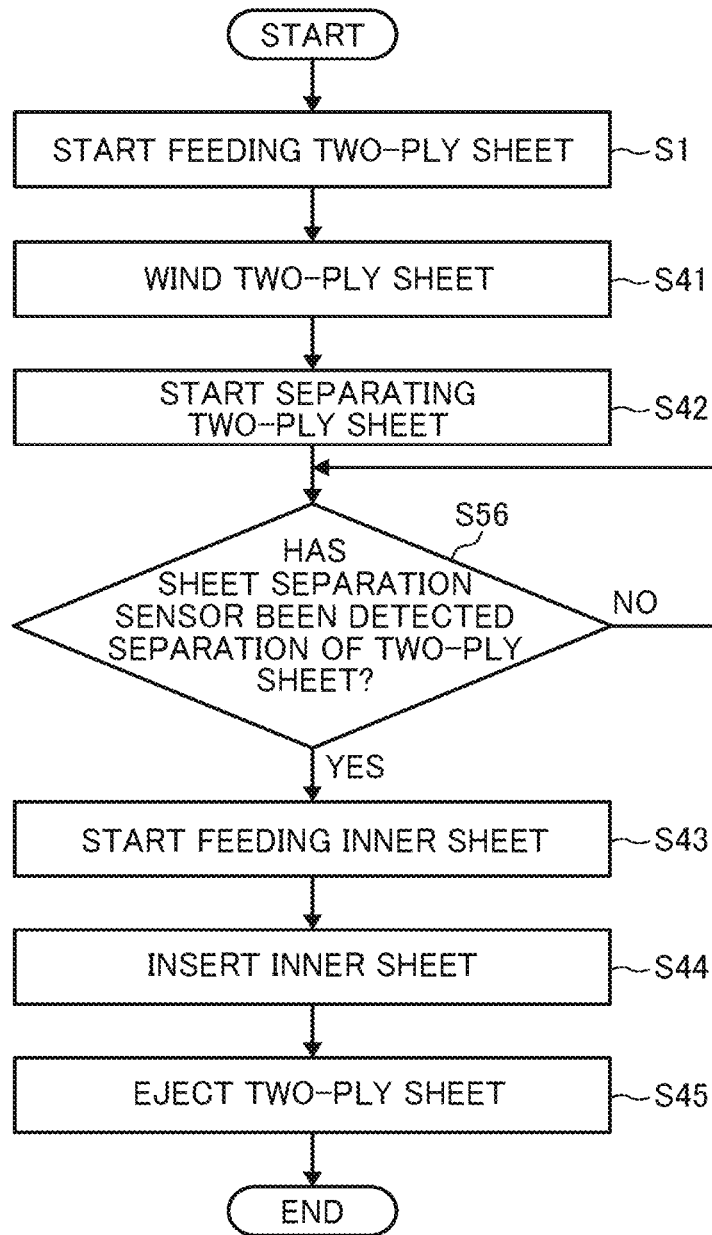 START
START FEEDING TWO-PLY SHEET
S1
WIND TWO-PLY SHEET
S41
START SEPARATING
TWO-PLY SHEET
S42
S56
HAS
SHEET SEPARATION
SENSOR BEEN DETECTED
SEPARATION OF TWO-PLY
SHEET?
NO
YES
START FEEDING INNER SHEET
S43
INSERT INNER SHEET
S44
EJECT TWO-PLY SHEET
S45
END